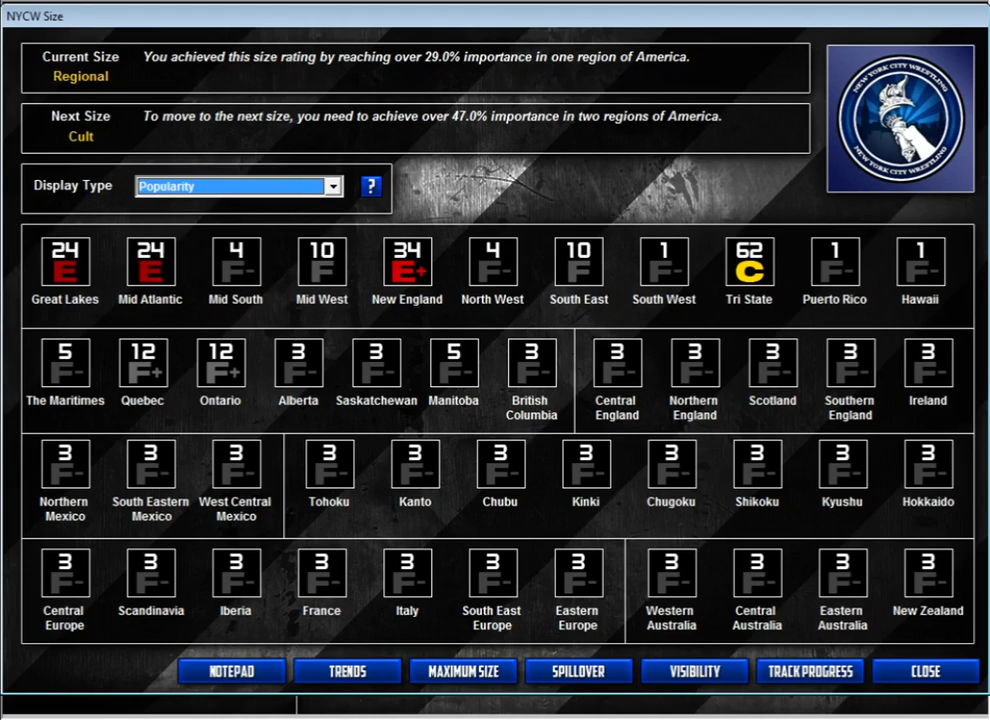 NYCW Size
Current Size
You achieved this size rating by reaching over 29.0% importance in one region of America.
Regional
Next Size
To move to the next size, you need to achieve over 47.0% importance in two regions of America.
Cult
NEW YORK CITY WRESTLING
NEW YORK CITY WRESTLING
Display Type
Popularity
?
24 24 4 10 34 4 10 1 62 1 1
E E F- F E+ F- F F- C F- F-
Great Lakes Mid Atlantic Mid South Mid West New England North West South East South West Tri State Puerto Rico Hawaii
5 12 12 3 3 5 3 3 3 3 3 3
F- F+ F+ F- F- F- F- F- F- F- F- F-
The Maritimes Quebec Ontario Alberta Saskatchewan Manitoba British Central Northern Scotland Southern Ireland
Columbia England England England
3 3 3 3 3 3 3 3 3 3 3
F- F- F- F- F- F- F- F- F- F- F-
Northern South Eastern West Central Tohoku Kanto Chubu Kinki Chugoku Shikoku Kyushu Hokkaido
Mexico Mexico Mexico
3 3 3 3 3 3 3 3 3 3 3
F- F- F- F- F- F- F- F- F- F- F-
Central Scandinavia Iberia France Italy South East Eastern Western Central Eastern New Zealand
Europe Europe Europe Australia Australia Australia
NOTEPAD TRENDS MAXIMUM SIZE SPILLOVER VISIBILITY TRACK PROGRESS CLOSE